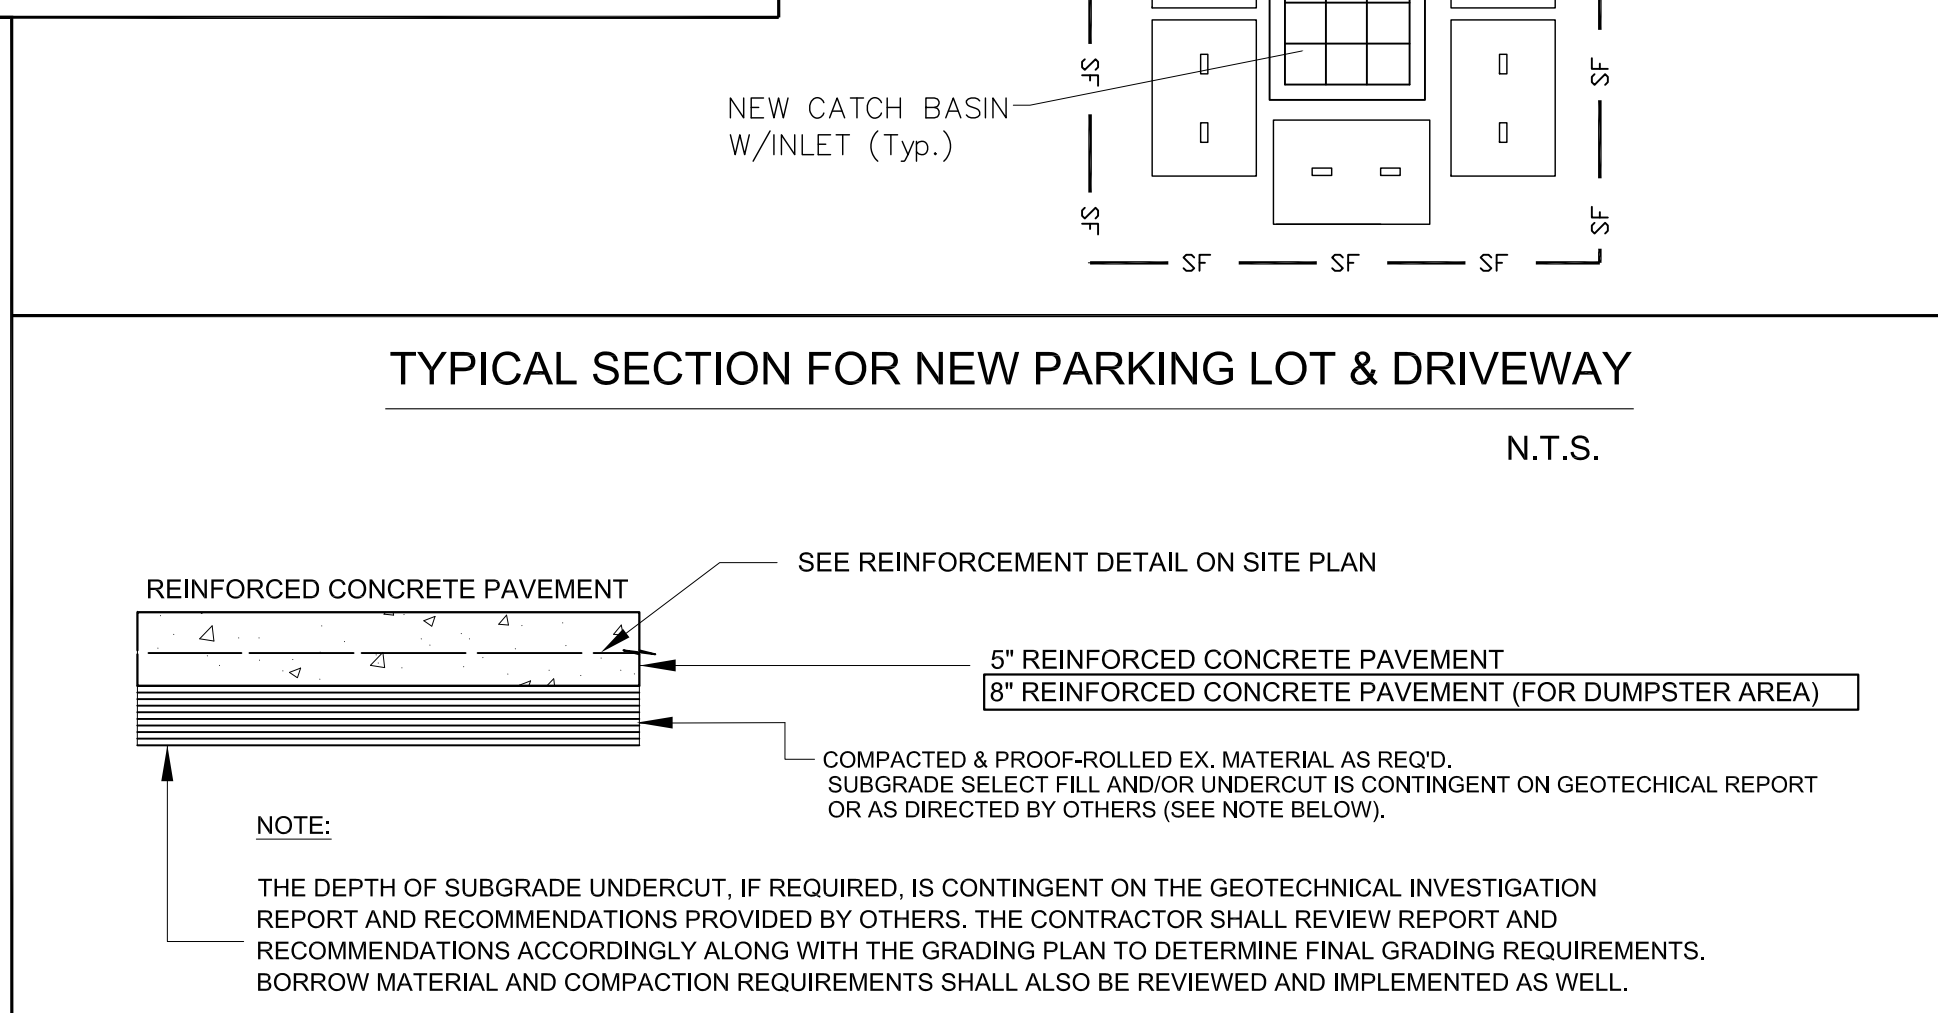 NEW CATCH BASIN
W/INLET (Typ.)
SF
SF
SF
SF
SF
SF
SF
TYPICAL SECTION FOR NEW PARKING LOT & DRIVEWAY
N.T.S.
SEE REINFORCEMENT DETAIL ON SITE PLAN
REINFORCED CONCRETE PAVEMENT
5" REINFORCED CONCRETE PAVEMENT
8" REINFORCED CONCRETE PAVEMENT (FOR DUMPSTER AREA)
COMPACTED & PROOF-ROLLED EX. MATERIAL AS REQ'D.
SUBGRADE SELECT FILL AND/OR UNDERCUT IS CONTINGENT ON GEOTECHICAL REPORT
OR AS DIRECTED BY OTHERS (SEE NOTE BELOW).
NOTE:
THE DEPTH OF SUBGRADE UNDERCUT, IF REQUIRED, IS CONTINGENT ON THE GEOTECHNICAL INVESTIGATION
REPORT AND RECOMMENDATIONS PROVIDED BY OTHERS. THE CONTRACTOR SHALL REVIEW REPORT AND
RECOMMENDATIONS ACCORDINGLY ALONG WITH THE GRADING PLAN TO DETERMINE FINAL GRADING REQUIREMENTS.
BORROW MATERIAL AND COMPACTION REQUIREMENTS SHALL ALSO BE REVIEWED AND IMPLEMENTED AS WELL.